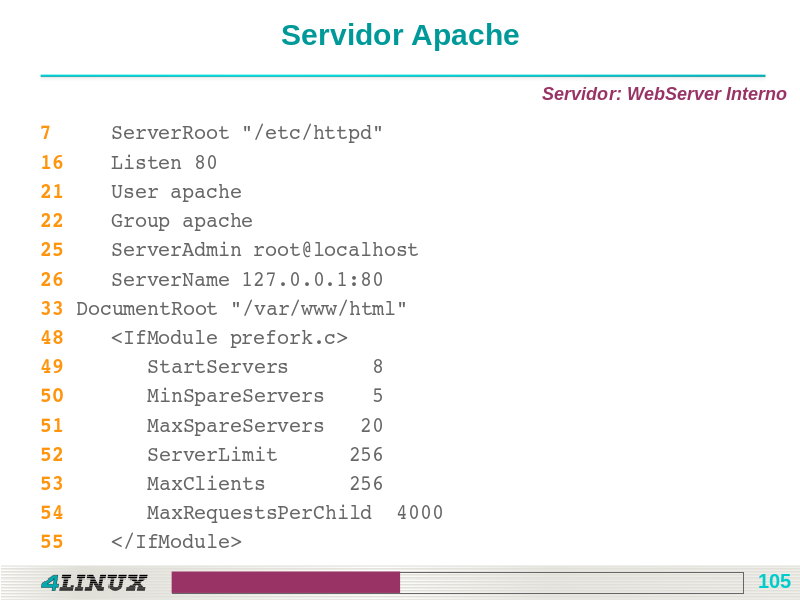 Servidor Apache
Servidor: WebServer Interno
7     ServerRoot "/etc/httpd"
16    Listen 80
21    User apache
22    Group apache
25    ServerAdmin root@localhost
26    ServerName 127.0.0.1:80
33 DocumentRoot "/var/www/html"
48    <IfModule prefork.c>
49       StartServers       8
50       MinSpareServers    5
51       MaxSpareServers   20
52       ServerLimit      256
53       MaxClients       256
54       MaxRequestsPerChild  4000
55    </IfModule>
4LINUX 105